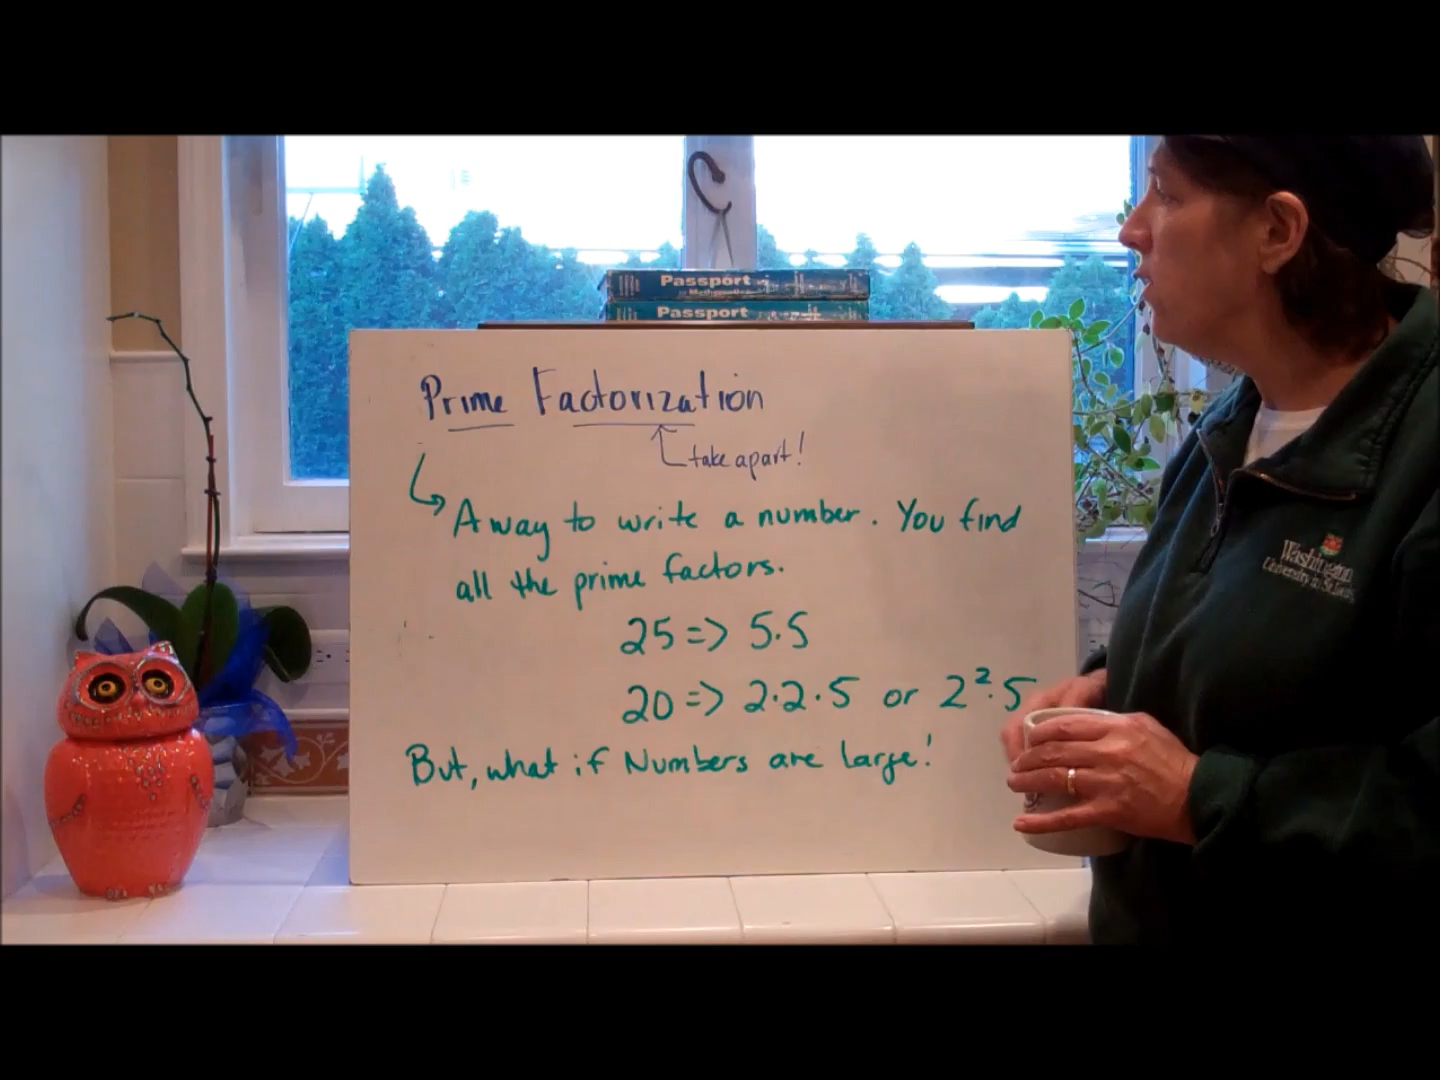 Passport
Mathematics
Passport
Prime Factorization
take apart!
A way to write a number. You find
all the prime factors.
25 => 5.5
20 => 2.2.5 or 2².5
But, what if Numbers are large!
Washington
University in St. Louis